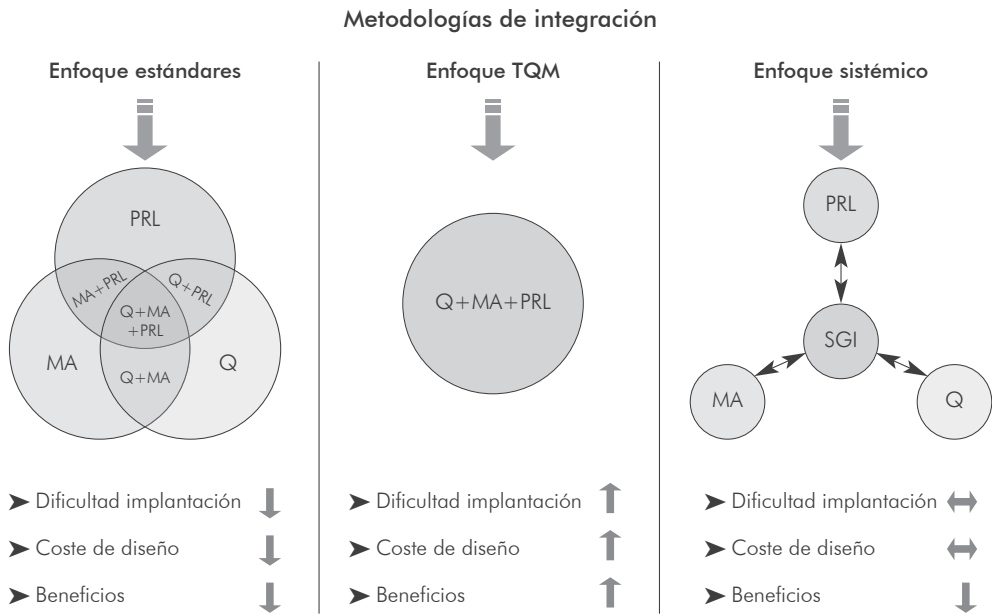 Metodologías de integración
Enfoque estándares
PRL
MA+PRL
Q+PRL
Q+MA
+PRL
MA
Q+MA
Q
➤ Dificultad implantación
➤ Coste de diseño
➤ Beneficios
Enfoque TQM
Q+MA+PRL
➤ Dificultad implantación
➤ Coste de diseño
➤ Beneficios
Enfoque sistémico
PRL
SGI
MA
Q
➤ Dificultad implantación
➤ Coste de diseño
➤ Beneficios